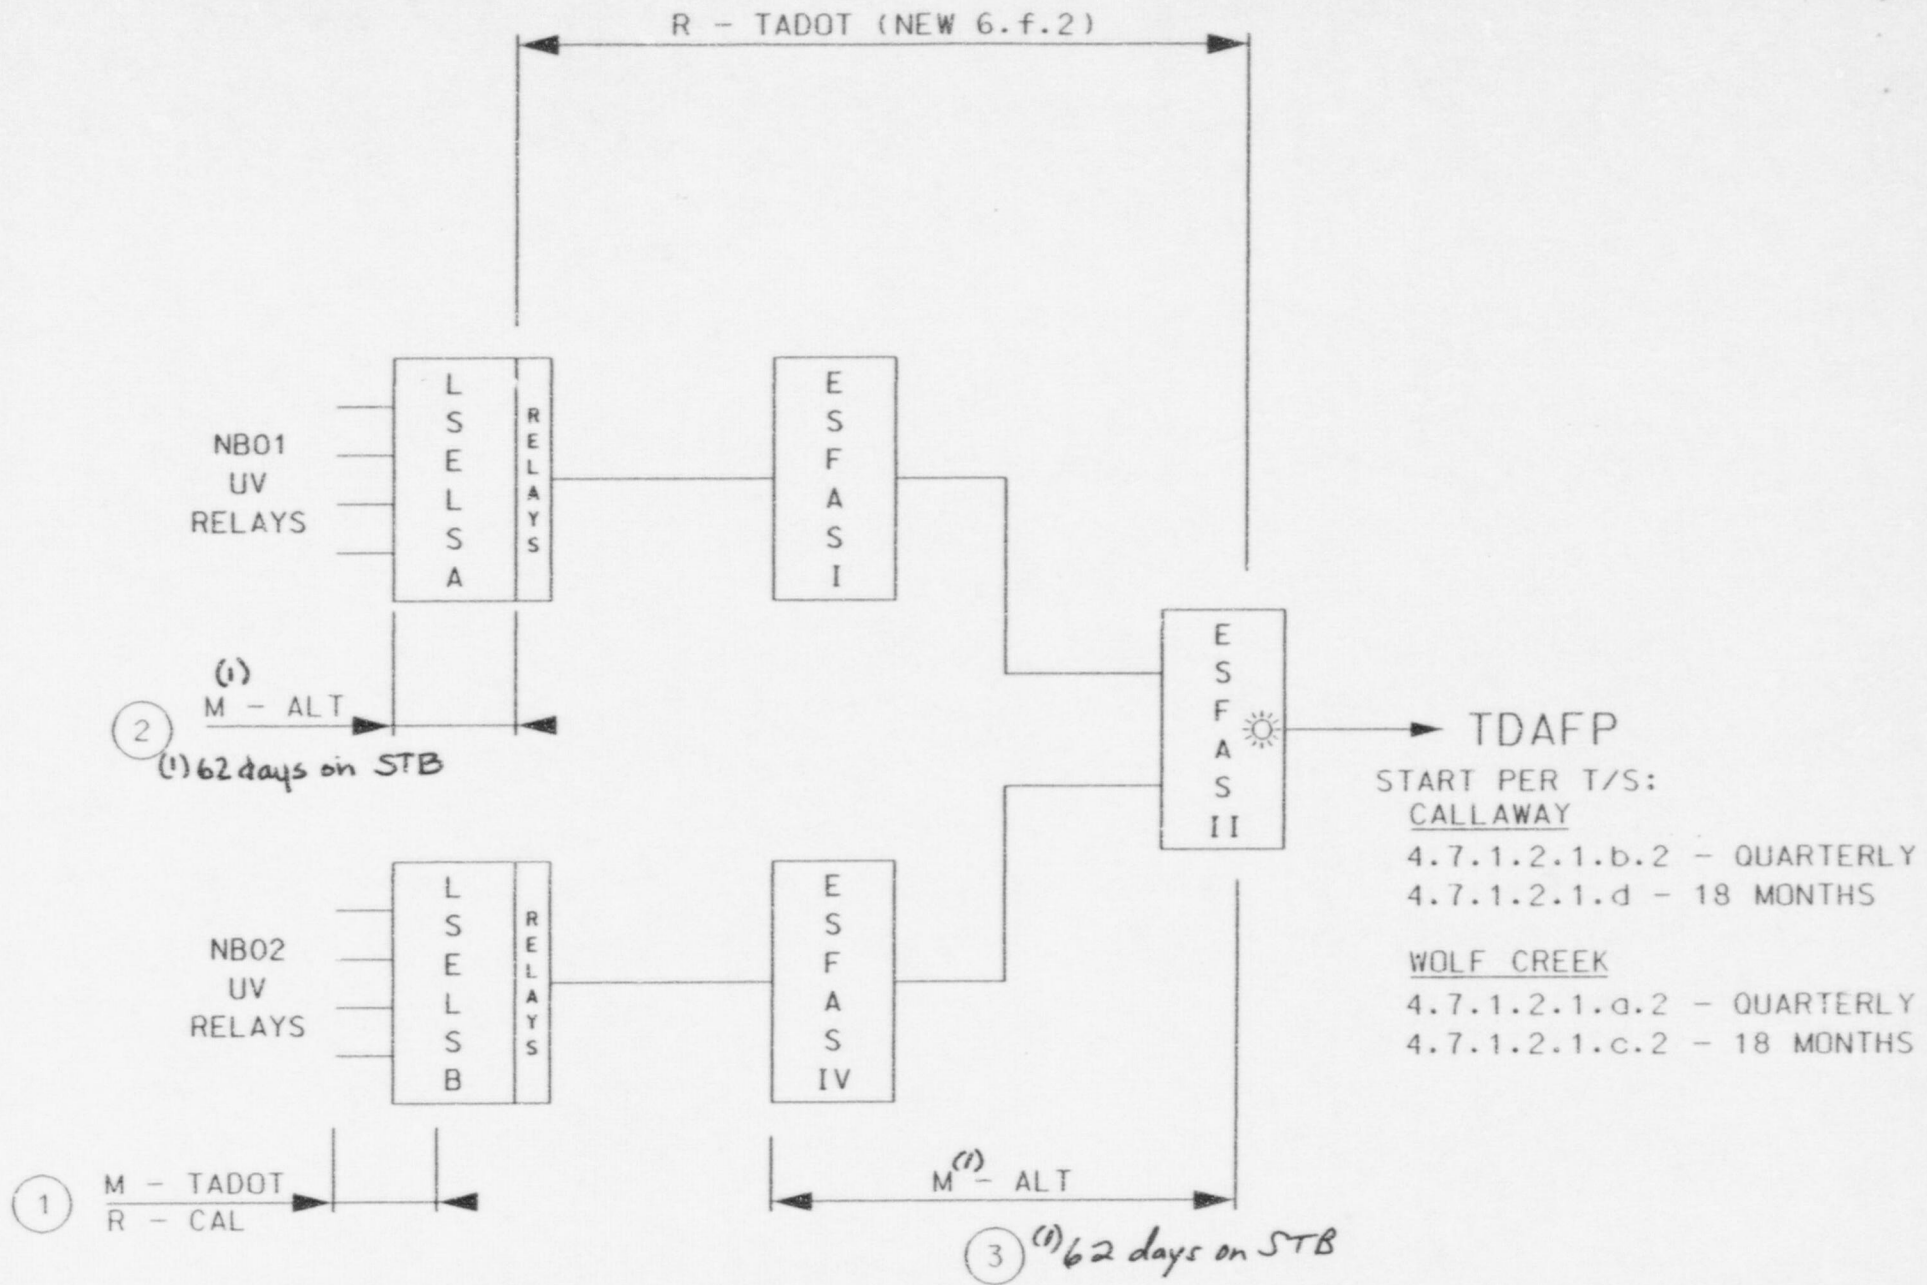 R - TADOT (NEW 6.f.2)
NB01
UV
RELAYS
L
S
E
L
S
A
RELAYS
E
S
F
A
S
I
(1)
M - ALT
2
(1) 62 days on STB
E
S
F
A
S
II
TDAFP
START PER T/S:
CALLAWAY
4.7.1.2.1.b.2 - QUARTERLY
4.7.1.2.1.d - 18 MONTHS
WOLF CREEK
4.7.1.2.1.a.2 - QUARTERLY
4.7.1.2.1.c.2 - 18 MONTHS
NB02
UV
RELAYS
L
S
E
L
S
B
RELAYS
E
S
F
A
S
IV
1
M - TADOT
R - CAL
M (1) - ALT
3
(1) 62 days on STB